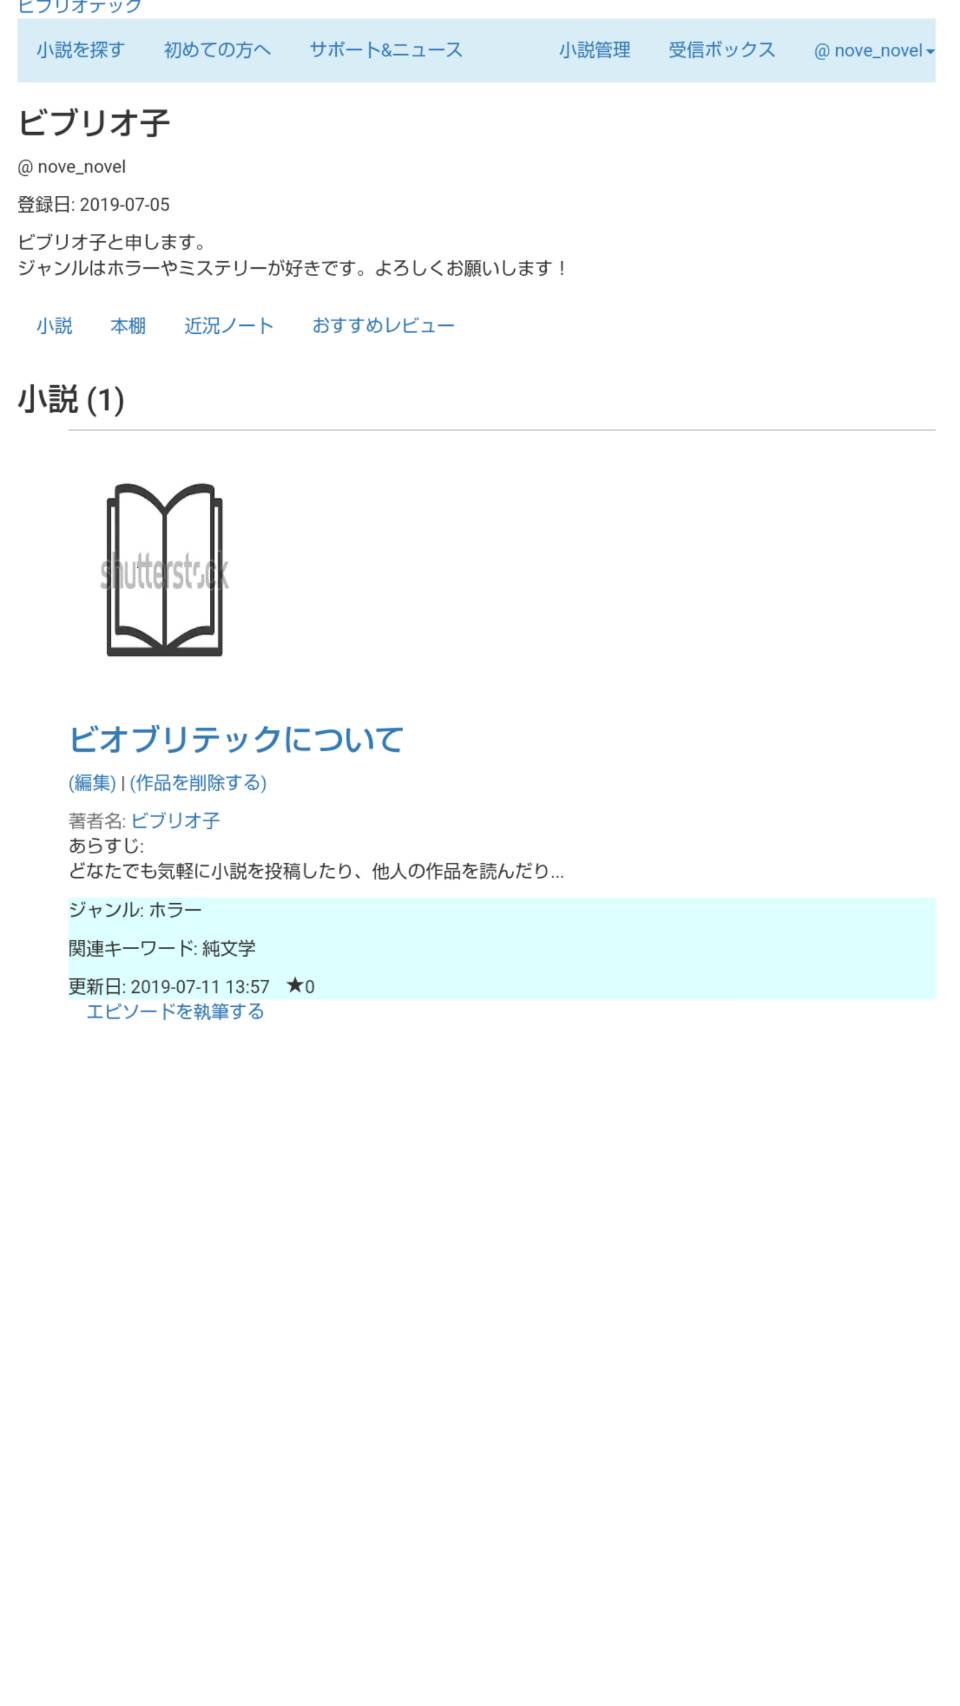 ビブリオテック
小説を探す 初めての方へ サポート&ニュース 小説管理 受信ボックス @ nove_novel
ビブリオ子
@ nove_novel
登録日: 2019-07-05
ビブリオ子と申します。
ジャンルはホラーやミステリーが好きです。よろしくお願いします！
小説 本棚 近況ノート おすすめレビュー
小説 (1)
shutterstock
ビオブリテックについて
(編集) | (作品を削除する)
著者名: ビブリオ子
あらすじ:
どなたでも気軽に小説を投稿したり、他人の作品を読んだり...
ジャンル: ホラー
関連キーワード: 純文学
更新日: 2019-07-11 13:57 ★0
エピソードを執筆する